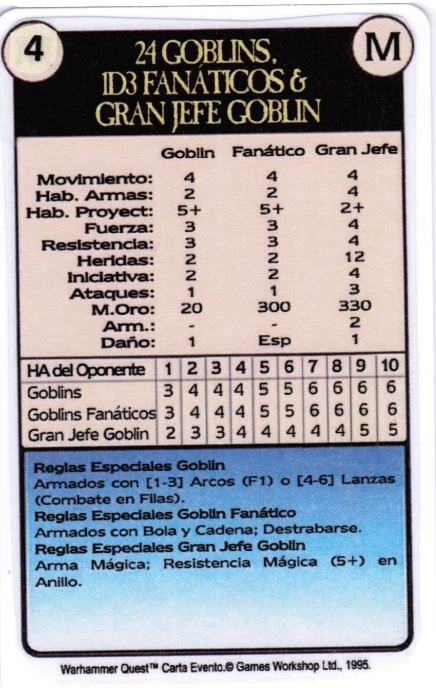 4
M
24 GOBLINS,
1D3 FANÁTICOS &
GRAN JEFE GOBLIN
Goblin Fanático Gran Jefe
Movimiento: 4 4 4
Hab. Armas: 2 2 4
Hab. Proyect: 5+ 5+ 2+
Fuerza: 3 3 4
Resistencia: 3 3 4
Heridas: 2 2 12
Iniciativa: 2 2 4
Ataques: 1 1 3
M.Oro: 20 300 330
Arm.: - - 2
Daño: 1 Esp 1
HA del Oponente 1 2 3 4 5 6 7 8 9 10
Goblins 3 4 4 4 5 5 6 6 6 6
Goblins Fanáticos 3 4 4 4 5 5 6 6 6 6
Gran Jefe Goblin 2 3 3 4 4 4 4 4 5 5
Reglas Especiales Goblin
Armados con [1-3] Arcos (F1) o [4-6] Lanzas
(Combate en Filas).
Reglas Especiales Goblin Fanático
Armados con Bola y Cadena; Destrabarse.
Reglas Especiales Gran Jefe Goblin
Arma Mágica; Resistencia Mágica (5+) en
Anillo.
Warhammer Quest™ Carta Evento.© Games Workshop Ltd., 1995.